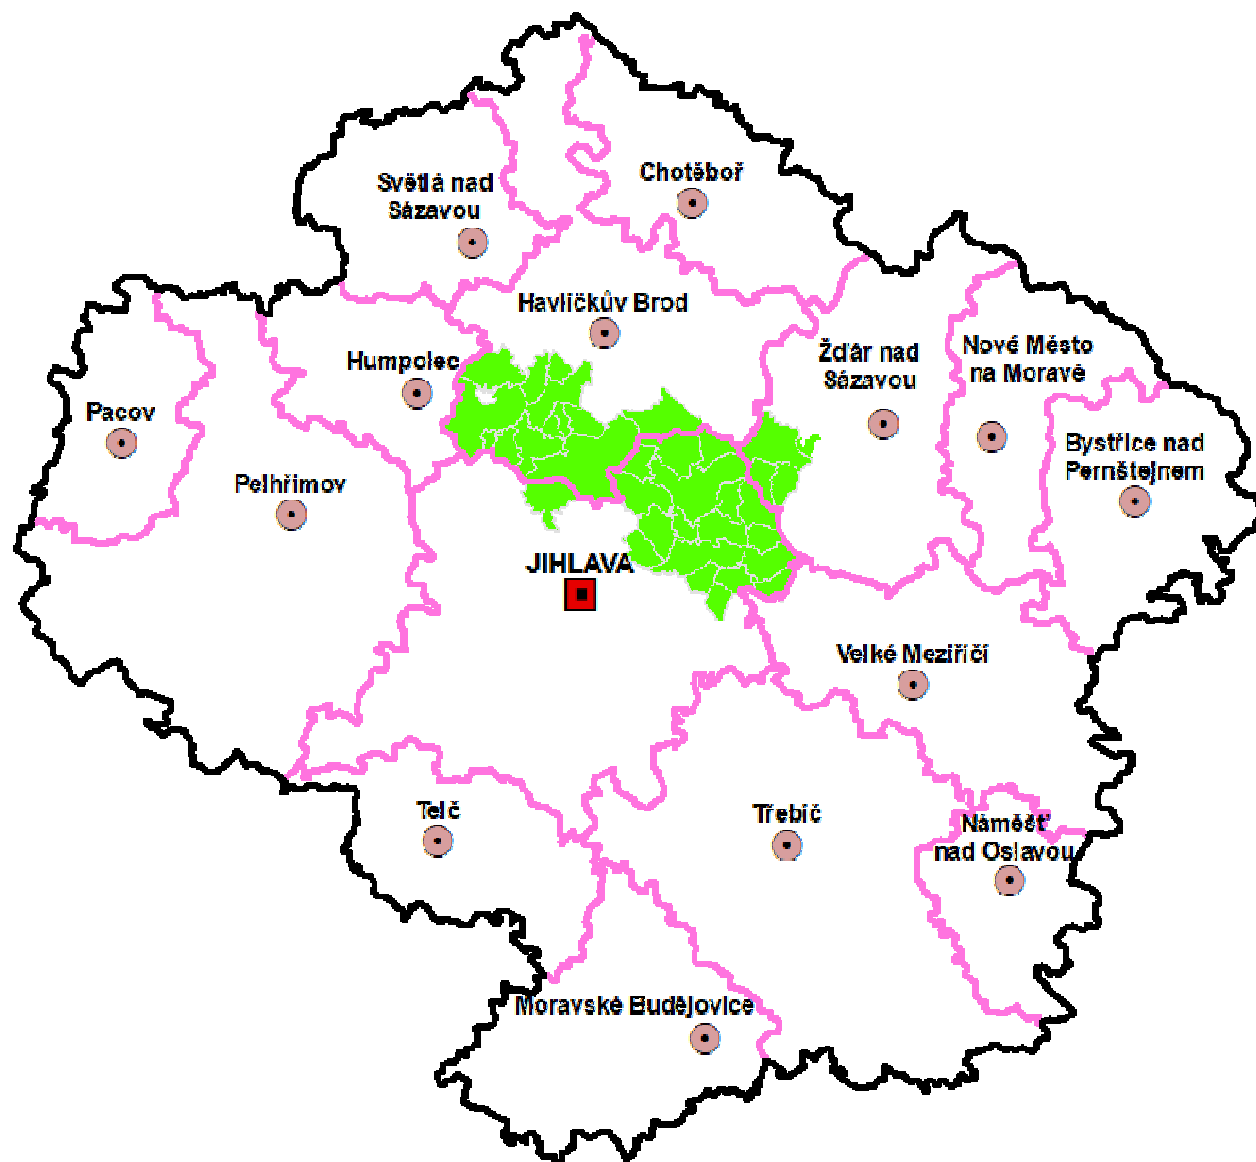 Chotěboř
Světlá nad
Sázavou
Havlíčkův Brod
Humpolec
Žďár nad
Sázavou
Nové Město
na Moravě
Pacov
Bystřice nad
Pernštejnem
Pelhřimov
JIHLAVA
Velké Meziříčí
Telč
Třebíč
Náměšť
nad Oslavou
Moravské Budějovice